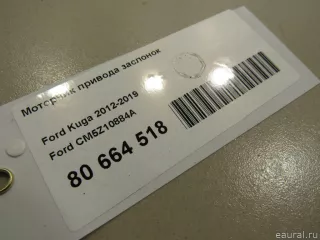 Моторчик привода заслонок
Ford Kuga 2012-2019
Ford CM5Z10884A
80 664 518
eaural.ru